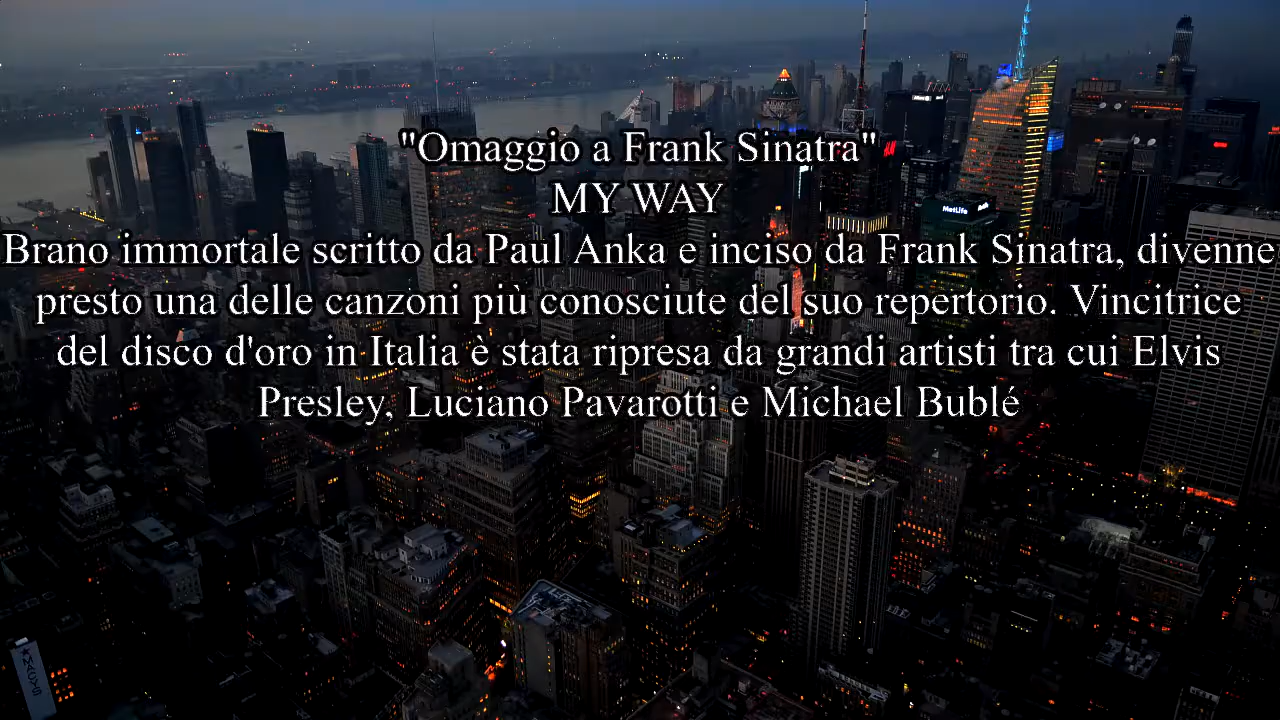 "Omaggio a Frank Sinatra"
MY WAY
Brano immortale scritto da Paul Anka e inciso da Frank Sinatra, divenne
presto una delle canzoni più conosciute del suo repertorio. Vincitrice
del disco d'oro in Italia è stata ripresa da grandi artisti tra cui Elvis
Presley, Luciano Pavarotti e Michael Bublé
MetLife
★MACYS